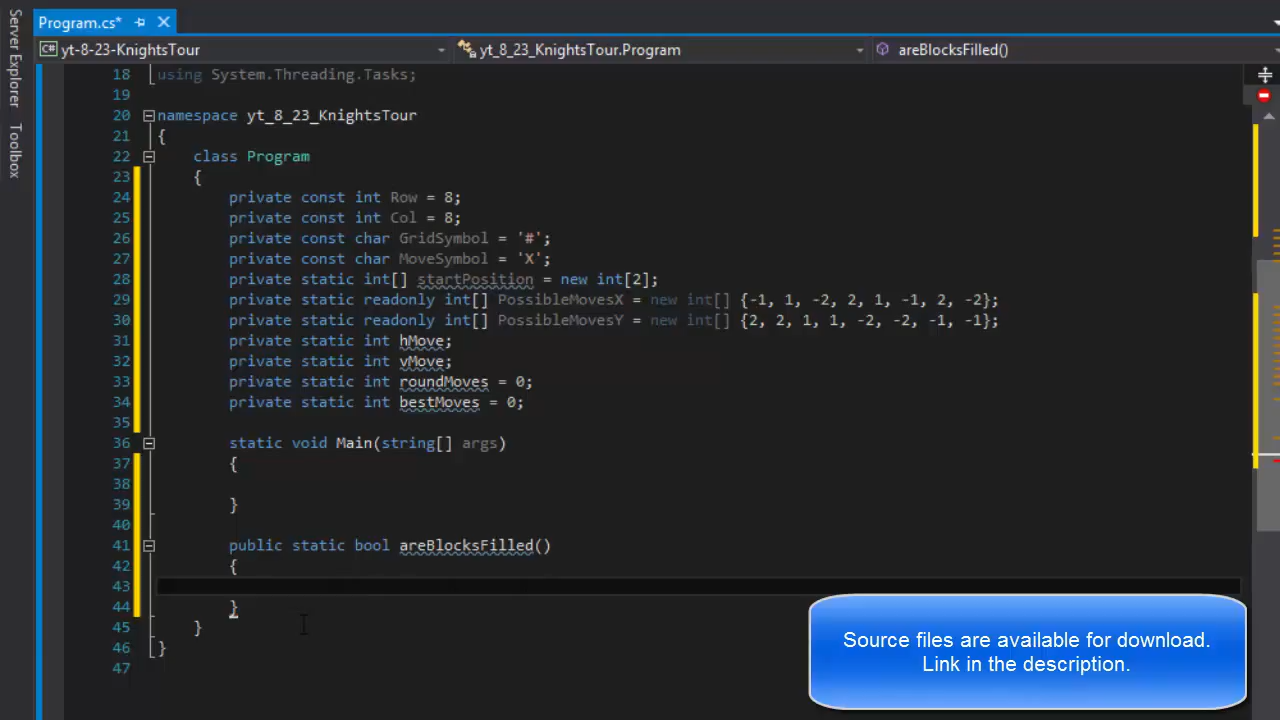 Server Explorer
Toolbox
Program.cs*
yt-8-23-KnightsTour
yt_8_23_KnightsTour.Program
areBlocksFilled()
18 using System.Threading.Tasks;
19
20 namespace yt_8_23_KnightsTour
21 {
22 class Program
23 {
24 private const int Row = 8;
25 private const int Col = 8;
26 private const char GridSymbol = '#';
27 private const char MoveSymbol = 'X';
28 private static int[] startPosition = new int[2];
29 private static readonly int[] PossibleMovesX = new int[] {-1, 1, -2, 2, 1, -1, 2, -2};
30 private static readonly int[] PossibleMovesY = new int[] {2, 2, 1, 1, -2, -2, -1, -1};
31 private static int hMove;
32 private static int vMove;
33 private static int roundMoves = 0;
34 private static int bestMoves = 0;
35
36 static void Main(string[] args)
37 {
38
39 }
40
41 public static bool areBlocksFilled()
42 {
43
44 }
45 }
46 }
47
Source files are available for download.
Link in the description.